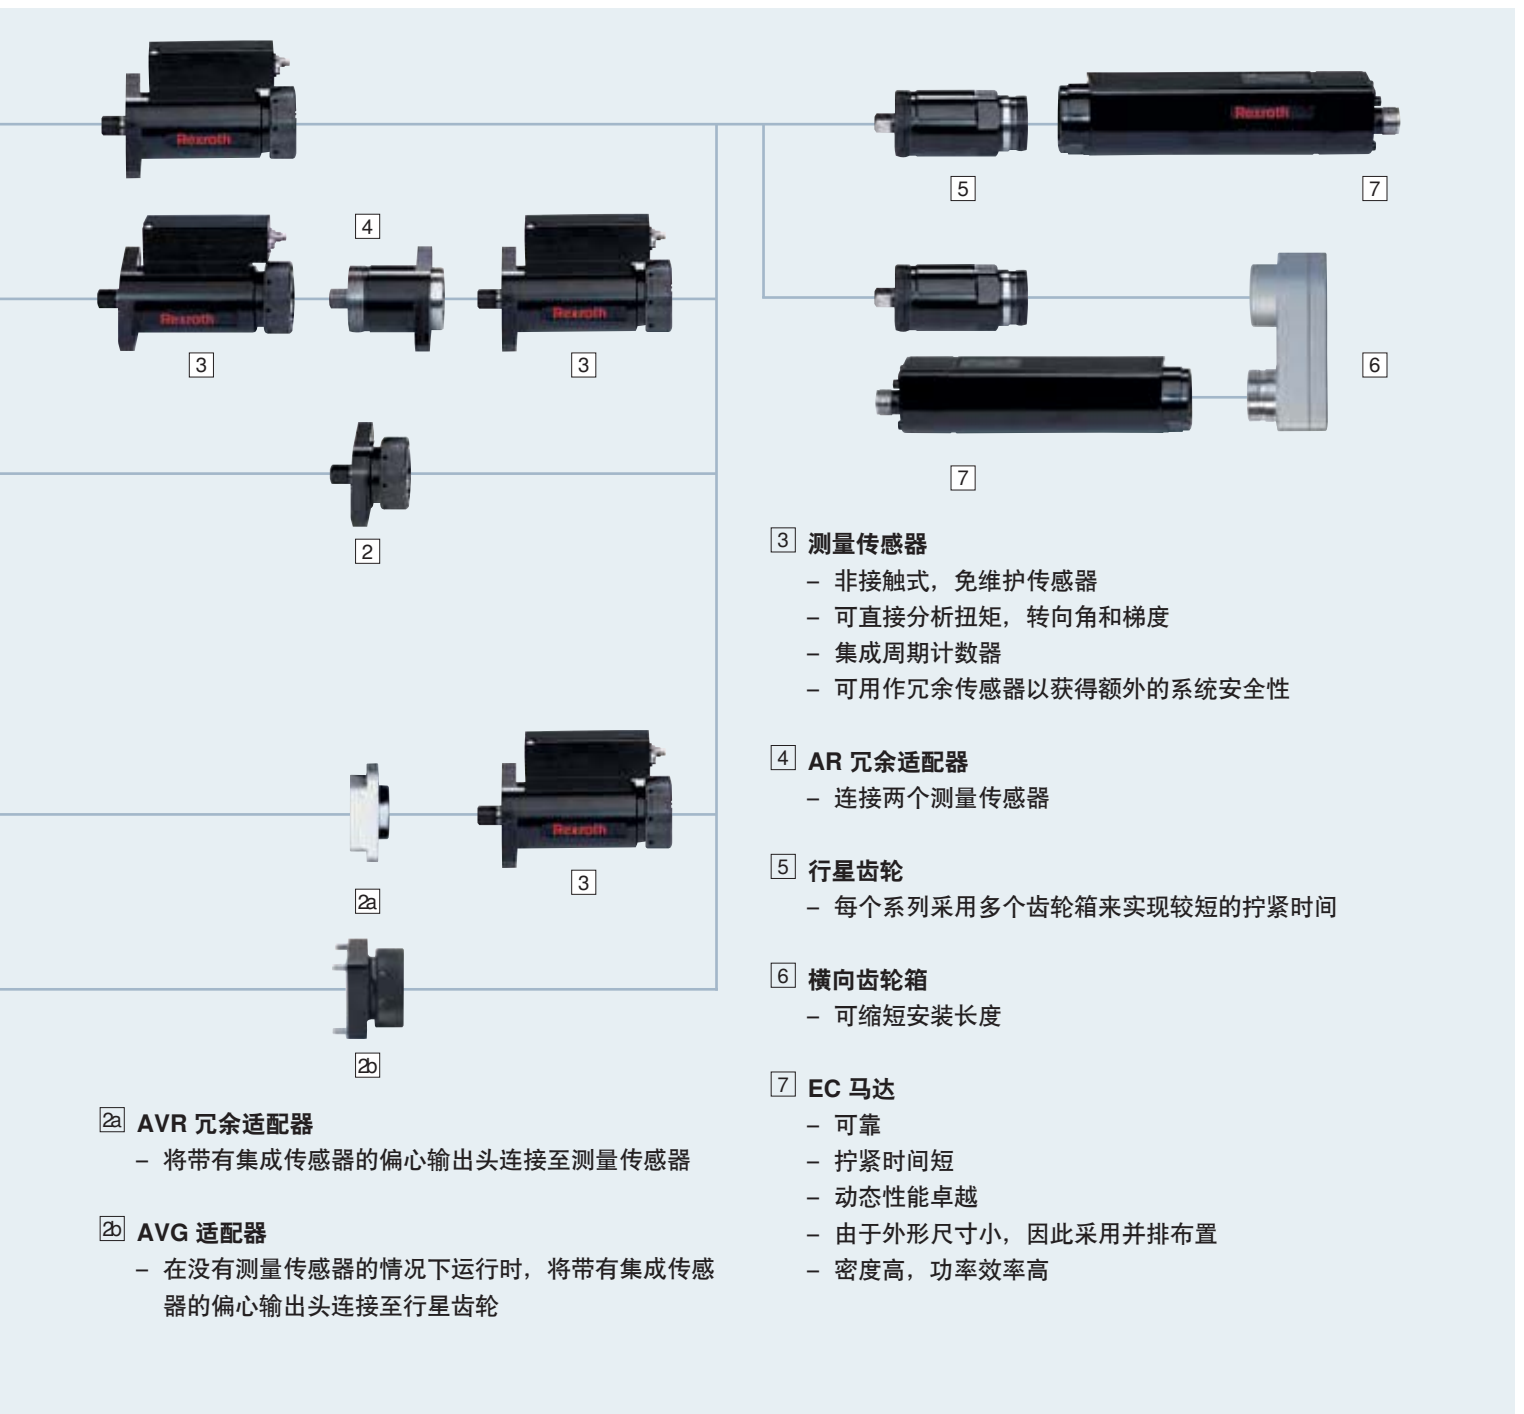 Rexroth
Rexroth
5
7
4
Rexroth
Rexroth
3
3
6
2
7
3 测量传感器
– 非接触式，免维护传感器
– 可直接分析扭矩，转向角和梯度
– 集成周期计数器
– 可用作冗余传感器以获得额外的系统安全性
4 AR 冗余适配器
– 连接两个测量传感器
5 行星齿轮
– 每个系列采用多个齿轮箱来实现较短的拧紧时间
6 横向齿轮箱
– 可缩短安装长度
7 EC 马达
– 可靠
– 拧紧时间短
– 动态性能卓越
– 由于外形尺寸小，因此采用并排布置
– 密度高，功率效率高
Rexroth
2a
3
2b
2a AVR 冗余适配器
– 将带有集成传感器的偏心输出头连接至测量传感器
2b AVG 适配器
– 在没有测量传感器的情况下运行时，将带有集成传感
器的偏心输出头连接至行星齿轮